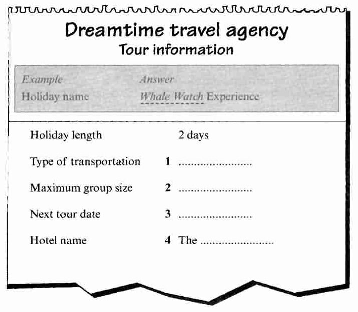 Dreamtime travel agency
Tour information
Example Answer
Holiday name Whale Watch Experience
Holiday length 2 days
Type of transportation 1 ........................
Maximum group size 2 ........................
Next tour date 3 ........................
Hotel name 4 The ........................